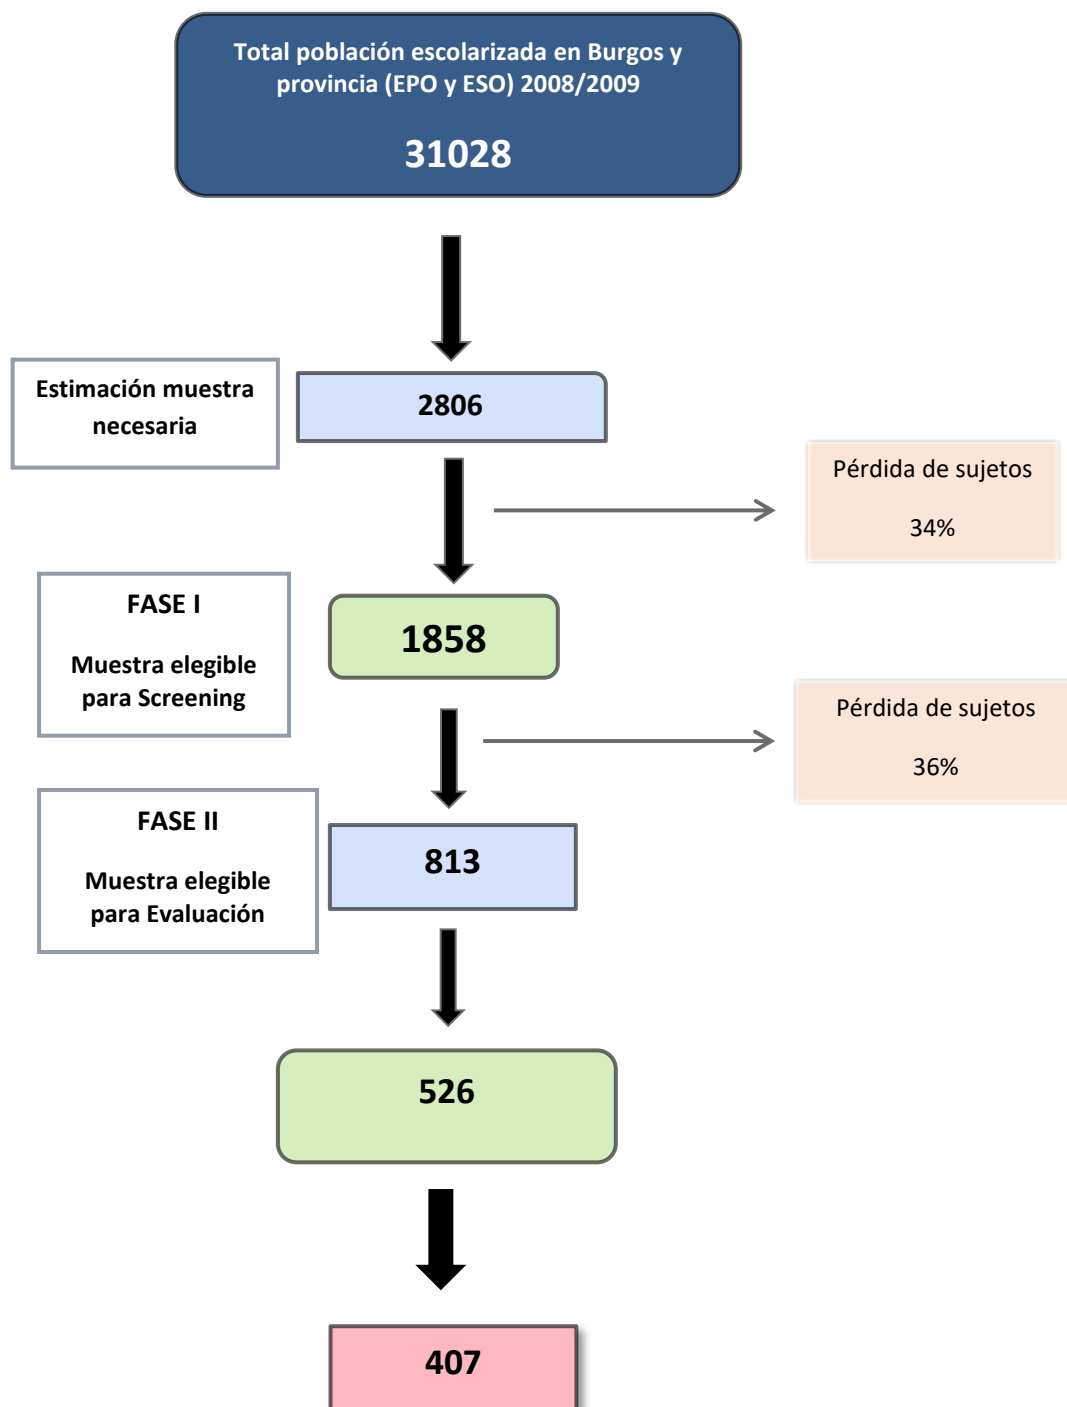 Total población escolarizada en Burgos y
provincia (EPO y ESO) 2008/2009
31028
Estimación muestra
necesaria
2806
Pérdida de sujetos
34%
FASE I
Muestra elegible
para Screening
1858
Pérdida de sujetos
36%
FASE II
Muestra elegible
para Evaluación
813
526
407